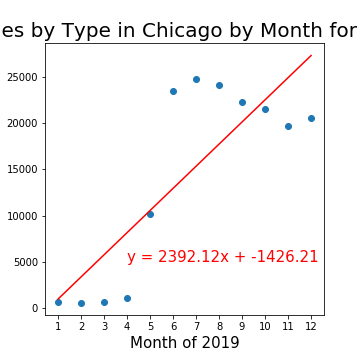 es by Type in Chicago by Month for
25000
20000
15000
10000
5000
0
y = 2392.12x + -1426.21
1 2 3 4 5 6 7 8 9 10 11 12
Month of 2019